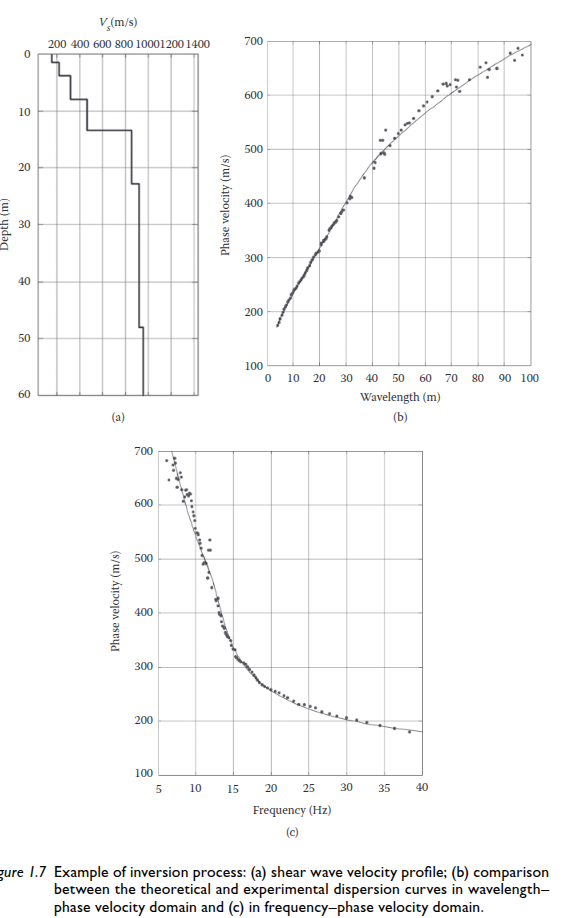 Vs(m/s)
200 400 600 800 1000 1200 1400
0
10
20
30
40
50
60
Depth (m)
(a)
700
600
500
400
300
200
100
Phase velocity (m/s)
0 10 20 30 40 50 60 70 80 90 100
Wavelength (m)
(b)
700
600
500
400
300
200
100
Phase velocity (m/s)
5 10 15 20 25 30 35 40
Frequency (Hz)
(c)
gure 1.7 Example of inversion process: (a) shear wave velocity profile; (b) comparison
between the theoretical and experimental dispersion curves in wavelength–
phase velocity domain and (c) in frequency–phase velocity domain.